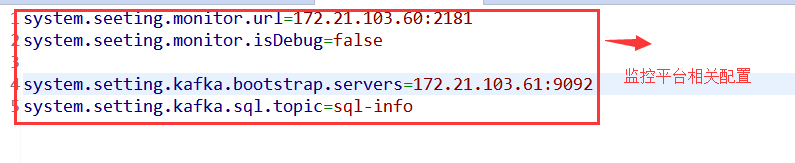 1 system.seeting.monitor.url=172.21.103.60:2181
2 system.seeting.monitor.isDebug=false
3
4 system.setting.kafka.bootstrap.servers=172.21.103.61:9092
5 system.setting.kafka.sql.topic=sql-info
监控平台相关配置